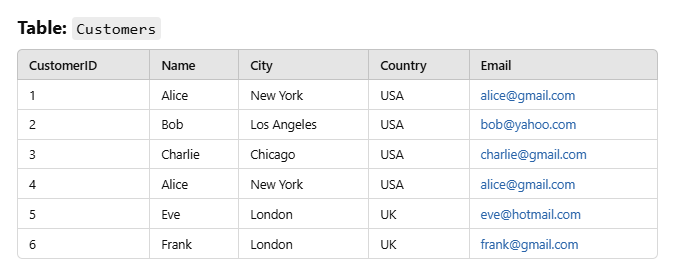 Table: Customers
CustomerID Name City Country Email
1 Alice New York USA alice@gmail.com
2 Bob Los Angeles USA bob@yahoo.com
3 Charlie Chicago USA charlie@gmail.com
4 Alice New York USA alice@gmail.com
5 Eve London UK eve@hotmail.com
6 Frank London UK frank@gmail.com